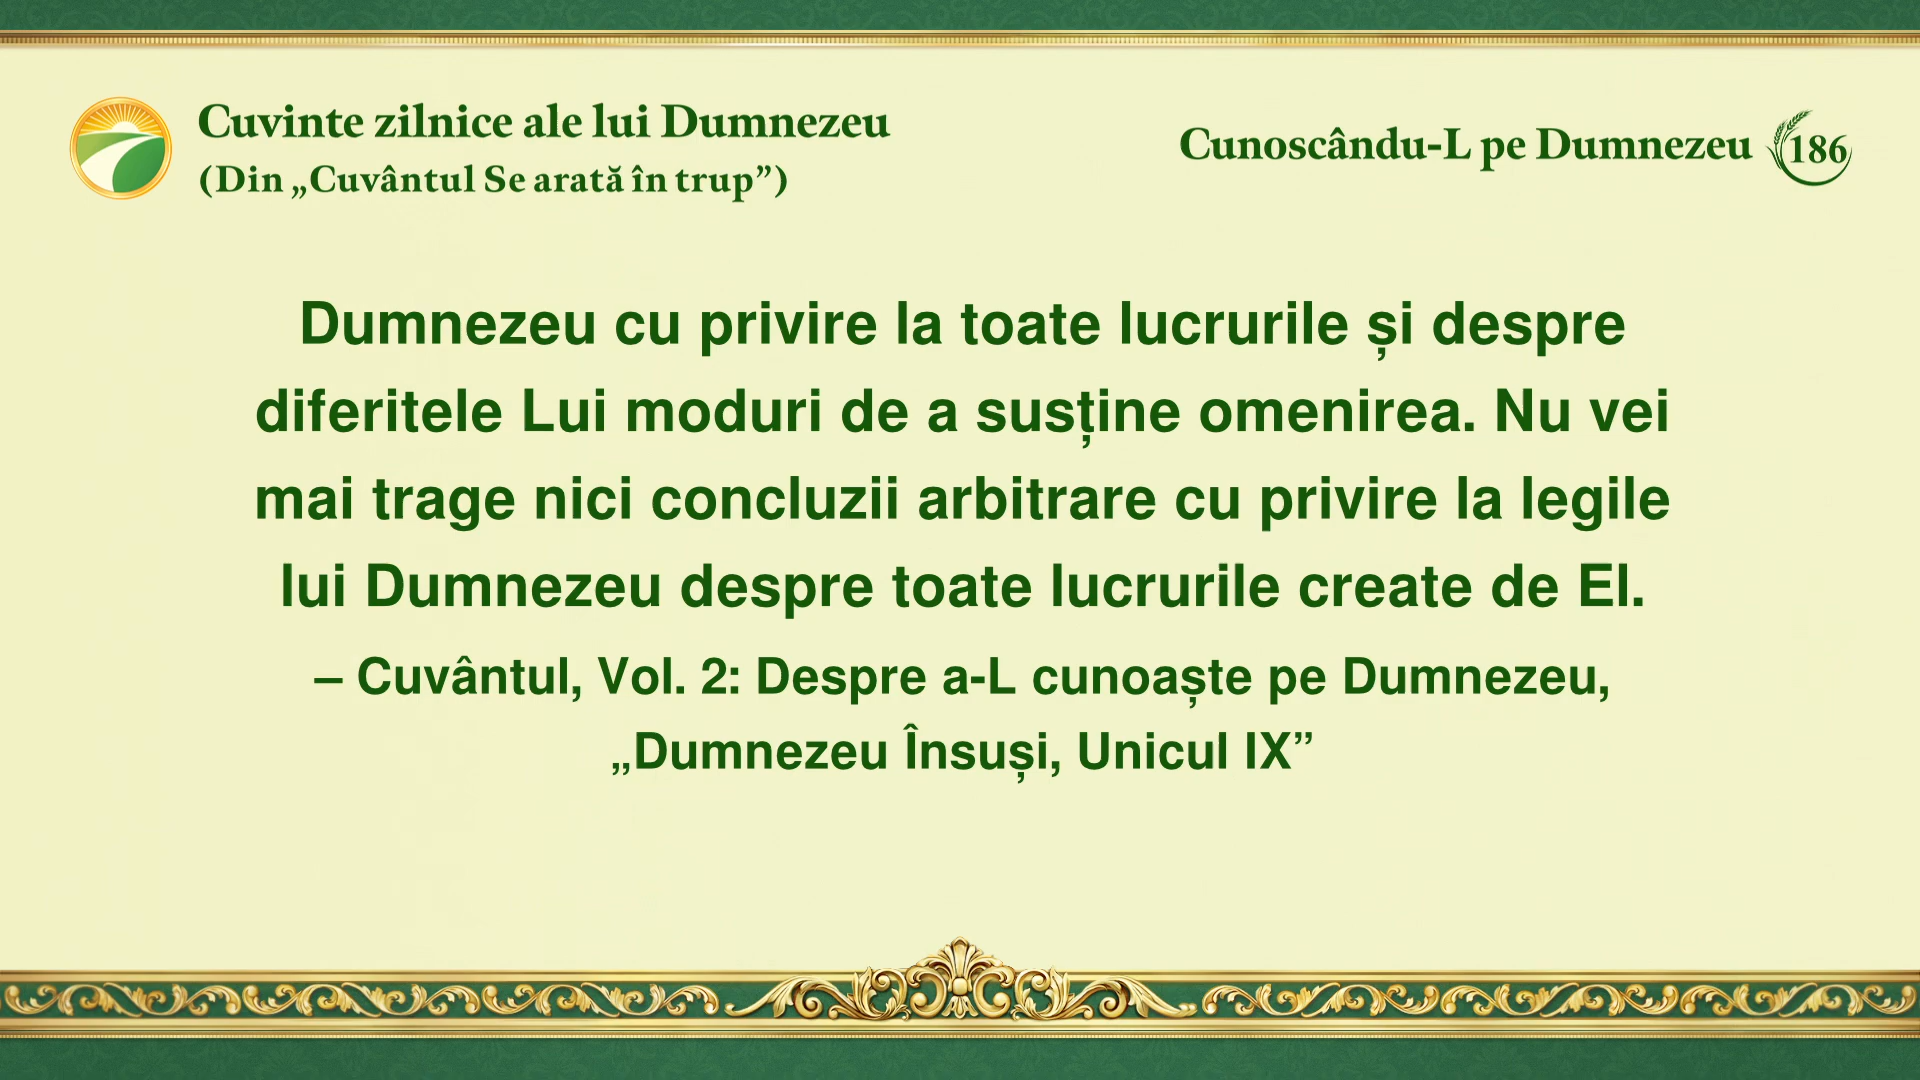 Cuvinte zilnice ale lui Dumnezeu
(Din „Cuvântul Se arată în trup”)
Cunoscându-L pe Dumnezeu 186
Dumnezeu cu privire la toate lucrurile și despre
diferitele Lui moduri de a susține omenirea. Nu vei
mai trage nici concluzii arbitrare cu privire la legile
lui Dumnezeu despre toate lucrurile create de El.
– Cuvântul, Vol. 2: Despre a-L cunoaște pe Dumnezeu,
„Dumnezeu Însuși, Unicul IX”